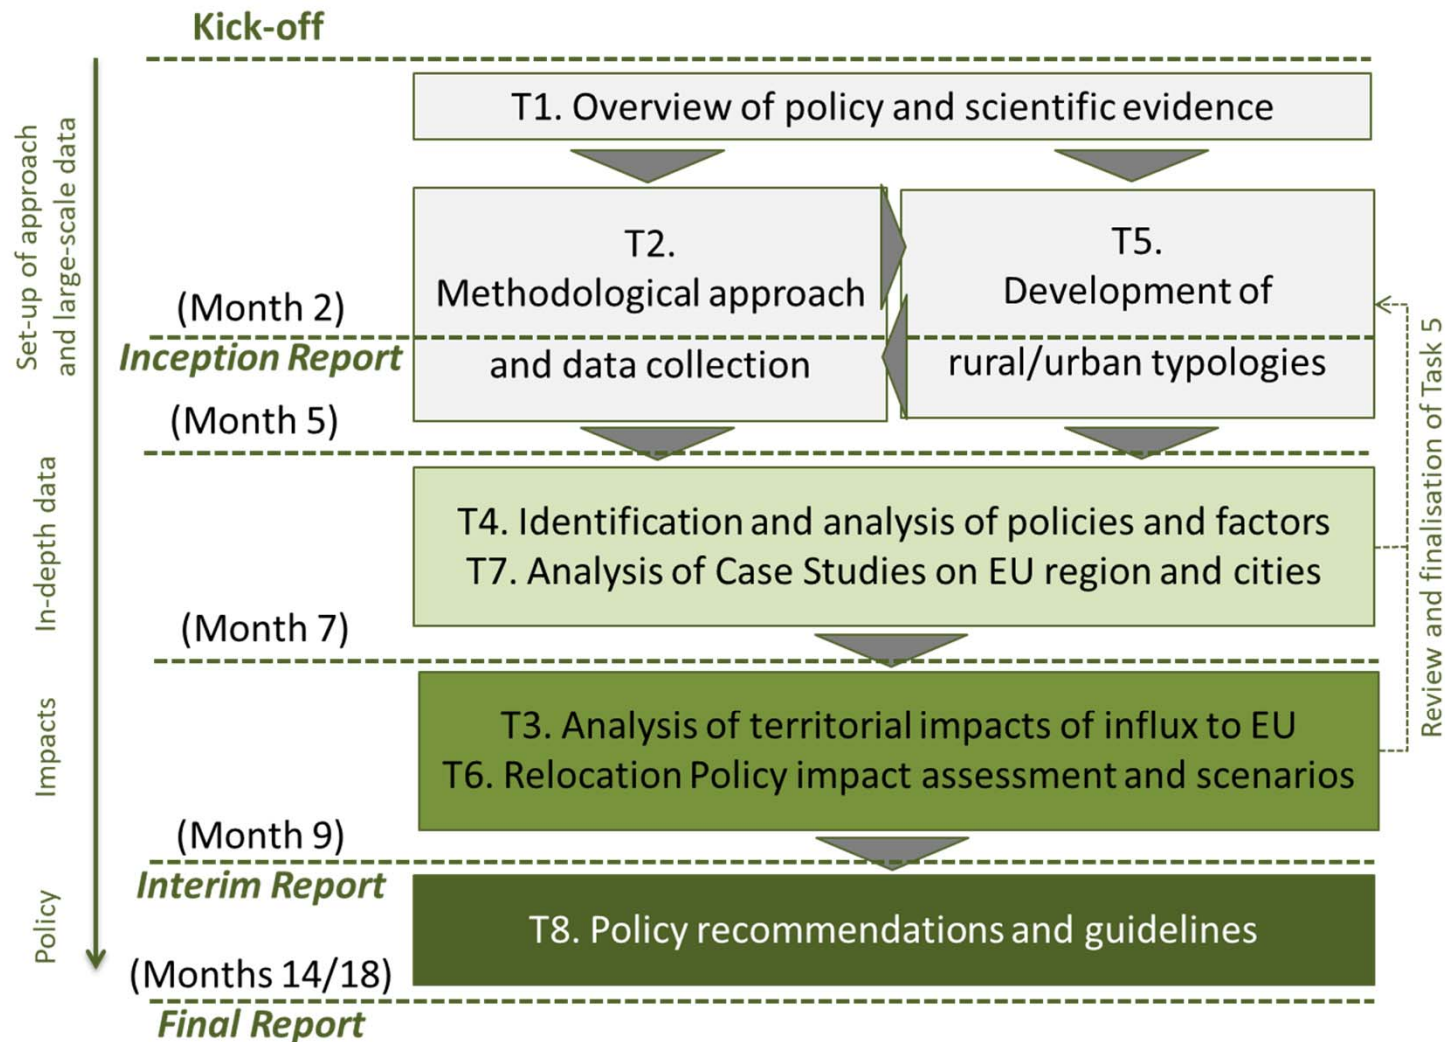 Kick-off
T1. Overview of policy and scientific evidence
Set-up of approach
and large-scale data
T2.
Methodological approach
and data collection
T5.
Development of
rural/urban typologies
(Month 2)
Inception Report
(Month 5)
In-depth data
T4. Identification and analysis of policies and factors
T7. Analysis of Case Studies on EU region and cities
(Month 7)
Impacts
T3. Analysis of territorial impacts of influx to EU
T6. Relocation Policy impact assessment and scenarios
Review and finalisation of Task 5
(Month 9)
Interim Report
Policy
T8. Policy recommendations and guidelines
(Months 14/18)
Final Report